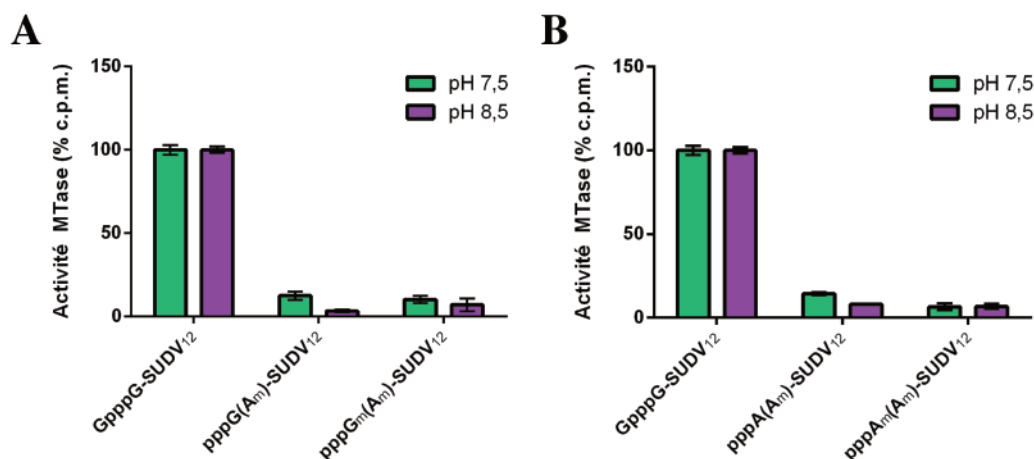 A
Activité MTase (% c.p.m.)
150
100
50
0
pH 7,5
pH 8,5
GpppG-SUDV₁₂
pppG(Aₘ)-SUDV₁₂
pppGₘ(Aₘ)-SUDV₁₂
B
Activité MTase (% c.p.m.)
150
100
50
0
pH 7,5
pH 8,5
GpppG-SUDV₁₂
pppA(Aₘ)-SUDV₁₂
pppAₘ(Aₘ)-SUDV₁₂